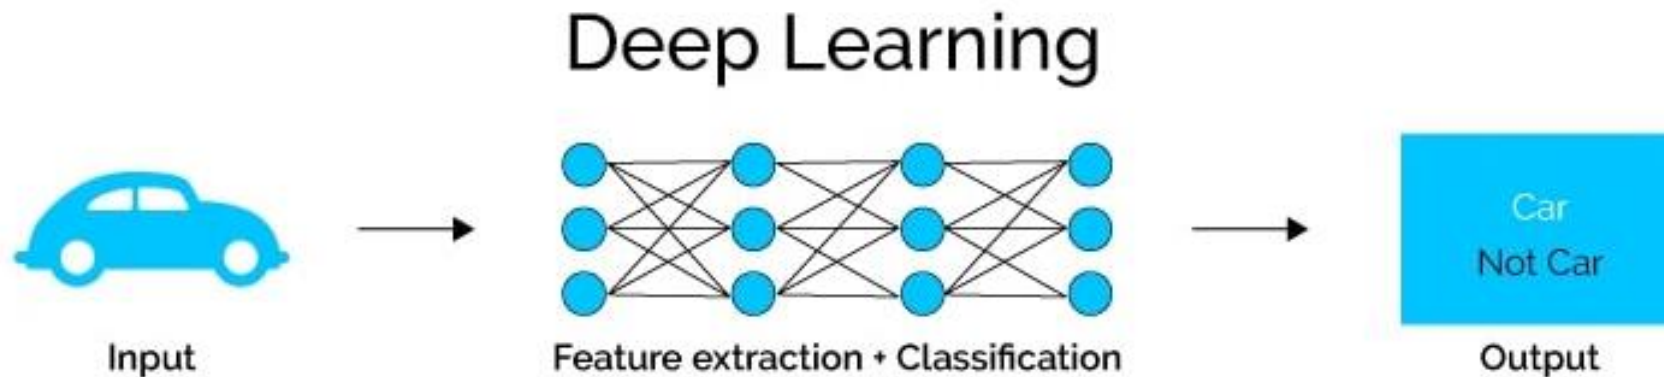 Deep Learning
Car
Not Car
Input
Feature extraction + Classification
Output